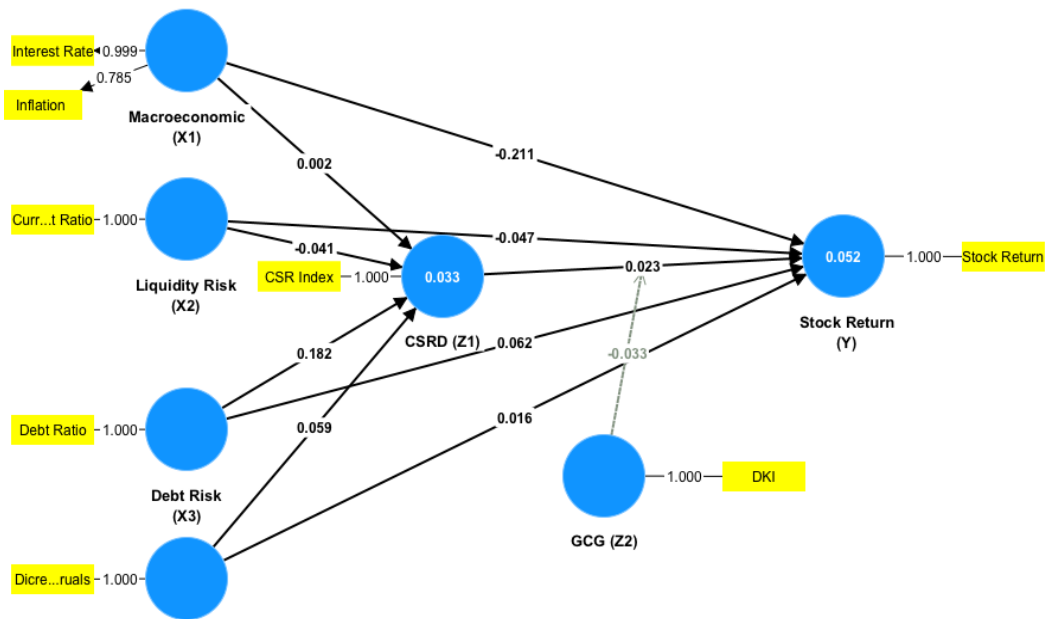 Interest Rate
0.999
0.785
Inflation
Macroeconomic
(X1)
-0.211
0.002
Curr...t Ratio
1.000
-0.047
-0.041
Liquidity Risk
(X2)
CSR Index
1.000
0.033
CSRD (Z1)
0.023
0.052
1.000
Stock Return
Stock Return
(Y)
0.182
0.062
-0.033
Debt Ratio
1.000
0.059
0.016
Debt Risk
(X3)
1.000
DKI
GCG (Z2)
Dicre...ruals
1.000